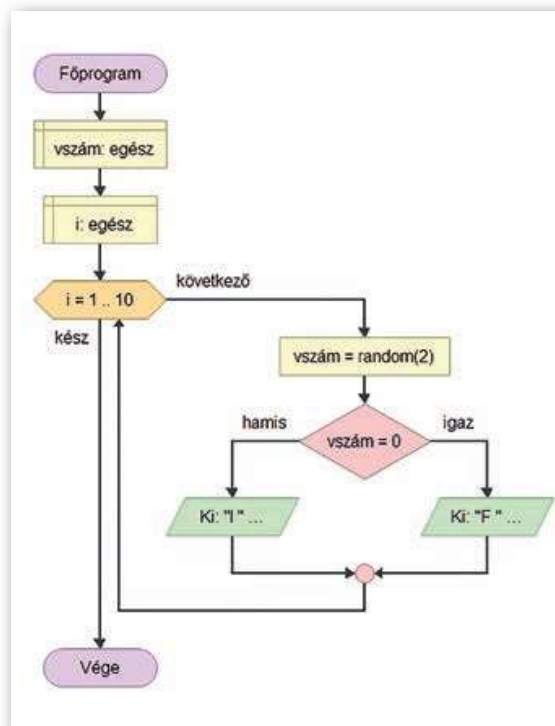 Főprogram
vszám: egész
i: egész
i = 1 .. 10
következő
kész
vszám = random(2)
hamis
igaz
vszám = 0
Ki: "I " ...
Ki: "F " ...
Vége